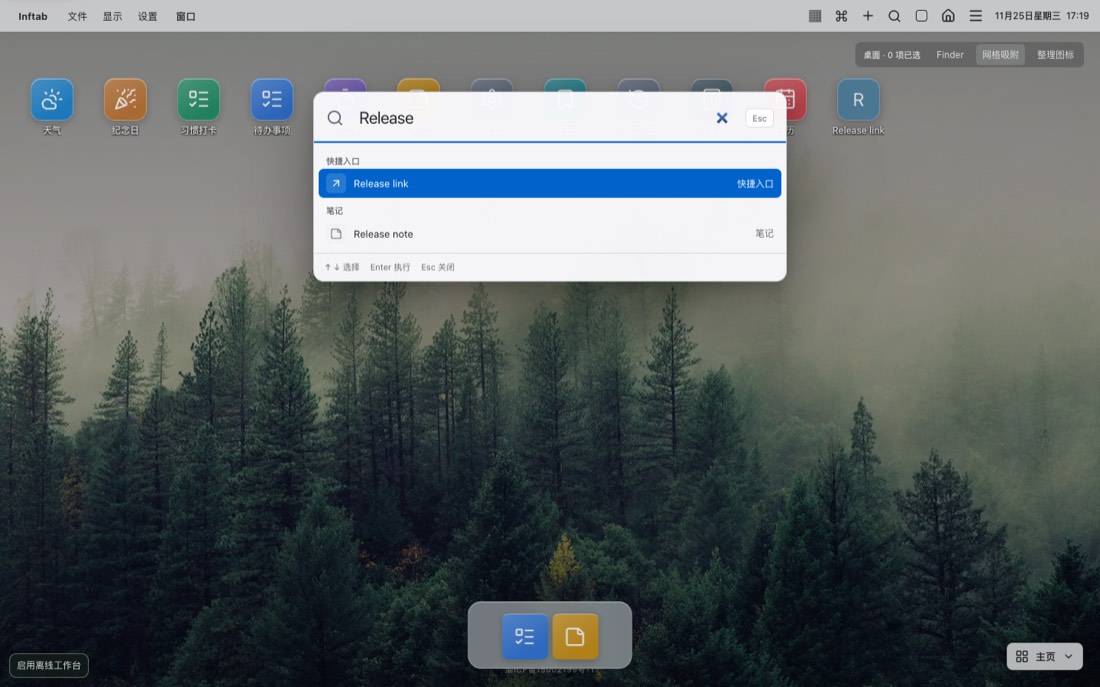 Inftab 文件 显示 设置 窗口 11月25日星期三 17:19
桌面 · 0 项已选 Finder 网格吸附 整理图标
天气 纪念日 习惯打卡 待办事项 历 Release link
R
Release Esc
快捷入口
Release link 快捷入口
笔记
Release note 笔记
↑ ↓ 选择 Enter 执行 Esc 关闭
启用离线工作台
主页